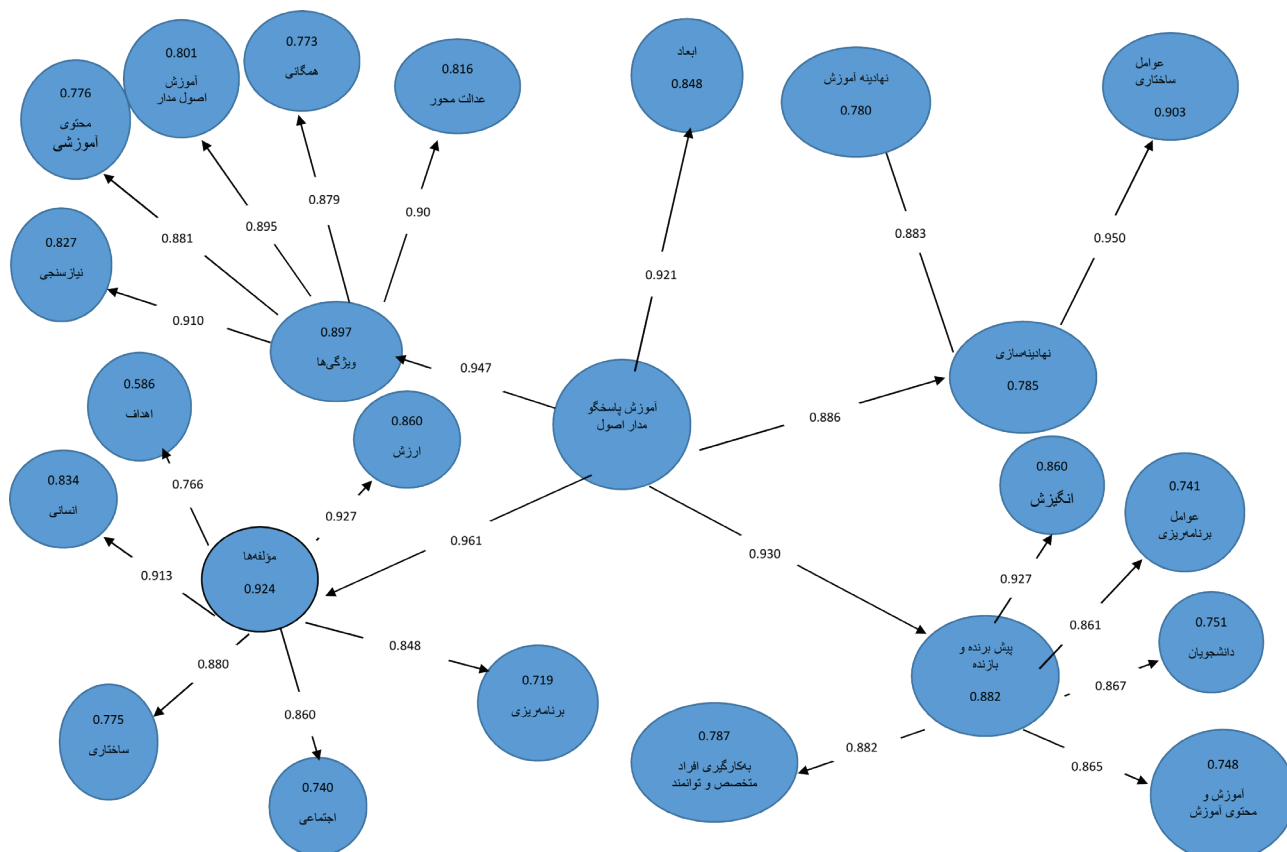 0.801
آموزش
اصول مدار
0.773
همگانی
0.816
عدالت محور
ابعاد
0.848
نهادینه آموزش
0.780
عوامل
ساختاری
0.903
0.776
محتوی
آموزشی
0.827
نیازسنجی
0.881
0.895
0.879
0.90
0.910
0.921
0.883
0.950
0.897
ویژگی‌ها
0.947
آموزش پاسخگو
مدار اصول
0.886
نهادینه‌سازی
0.785
0.586
اهداف
0.860
ارزش
0.834
انسانی
0.766
0.927
0.913
مؤلفه‌ها
0.924
0.961
0.930
0.860
انگیزش
0.741
عوامل
برنامه‌ریزی
0.927
0.861
0.751
دانشجویان
0.867
پیش برنده و
بازنده
0.882
0.880
0.860
0.848
0.775
ساختاری
0.740
اجتماعی
0.719
برنامه‌ریزی
0.787
به‌کارگیری افراد
متخصص و توانمند
0.882
0.865
0.748
آموزش و
محتوی آموزش